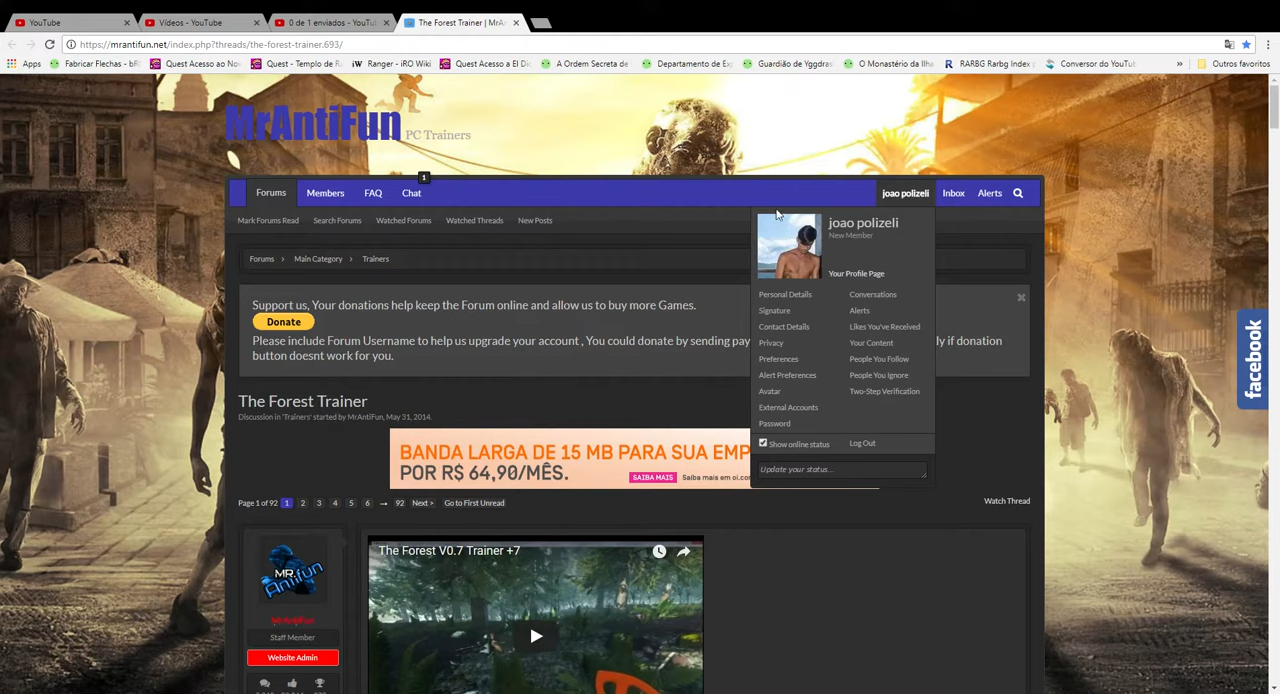 YouTube
Vídeos - YouTube
0 de 1 enviados - YouTu
The Forest Trainer | MrA
https://mrantifun.net/index.php?threads/the-forest-trainer.693/
Apps
Fabricar Flechas - bR
Quest Acesso ao No
Quest - Templo de R
iW Ranger - iRO Wiki
Quest Acesso a El Di
A Ordem Secreta de
Departamento de Ex
Guardião de Yggdras
O Monastério da Ilha
R RARBG Rarbg Index p
Conversor do YouTu
»
Outros favoritos
MrAntiFun PC Trainers
1
Forums Members FAQ Chat joao polizeli Inbox Alerts
Mark Forums Read Search Forums Watched Forums Watched Threads New Posts
joao polizeli
New Member
Your Profile Page
Personal Details Conversations
Signature Alerts
Contact Details Likes You've Received
Privacy Your Content
Preferences People You Follow
Alert Preferences People You Ignore
Avatar Two-Step Verification
External Accounts
Password
Show online status Log Out
Update your status...
Forums Main Category Trainers
Support us, Your donations help keep the Forum online and allow us to buy more Games.
Donate
Please include Forum Username to help us upgrade your account , You could donate by sending pay ly if donation
button doesnt work for you.
The Forest Trainer
Discussion in 'Trainers' started by MrAntiFun, May 31, 2014.
BANDA LARGA DE 15 MB PARA SUA EMP
POR R$ 64,90/MÊS. SAIBA MAIS Saiba mais em oi.com
Page 1 of 92 1 2 3 4 5 6 → 92 Next > Go to First Unread
Watch Thread
MR. Antifun
MrAntiFun
Staff Member
Website Admin
The Forest V0.7 Trainer +7
facebook